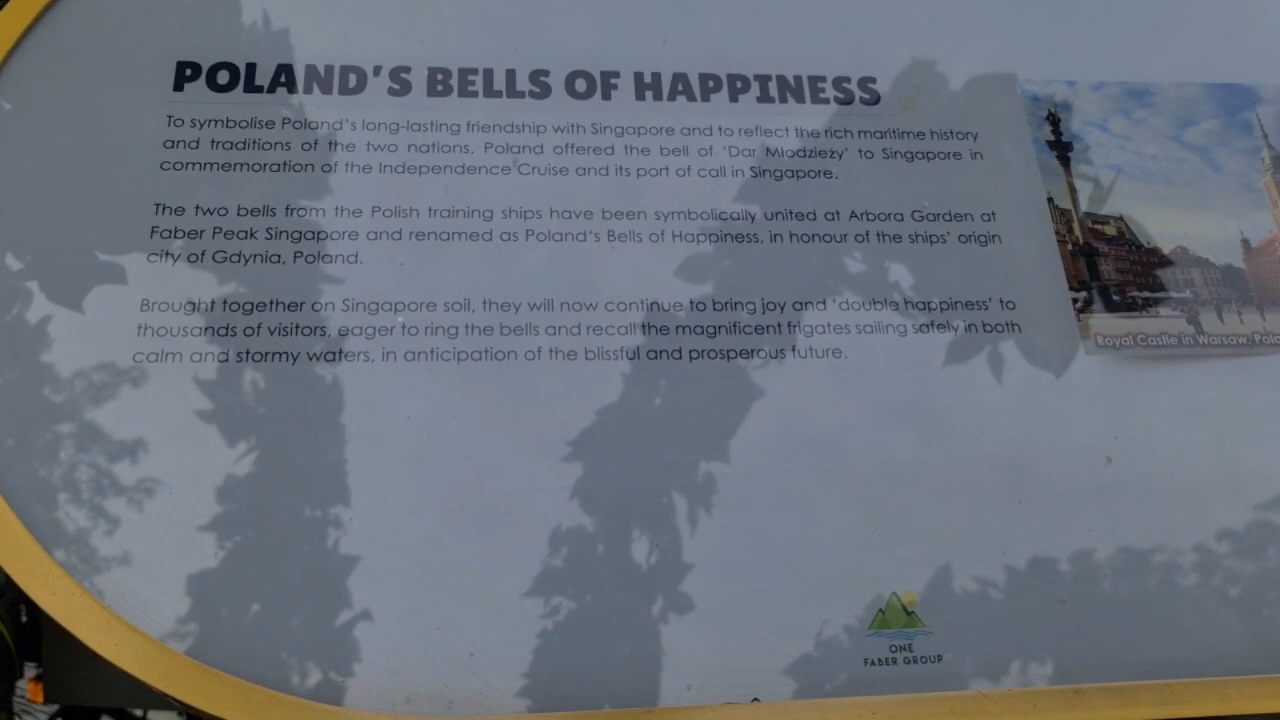 POLAND'S BELLS OF HAPPINESS
To symbolise Poland's long-lasting friendship with Singapore and to reflect the rich maritime history
and traditions of the two nations, Poland offered the bell of 'Dar Mlodzieży' to Singapore in
commemoration of the Independence Cruise and its port of call in Singapore.
The two bells from the Polish training ships have been symbolically united at Arbora Garden at
Faber Peak Singapore and renamed as Poland's Bells of Happiness, in honour of the ships' origin
city of Gdynia, Poland.
Brought together on Singapore soil, they will now continue to bring joy and 'double happiness' to
thousands of visitors, eager to ring the bells and recall the magnificent frigates sailing safely in both
calm and stormy waters, in anticipation of the blissful and prosperous future.
Royal Castle in Warsaw,
ONE
FABER GROUP